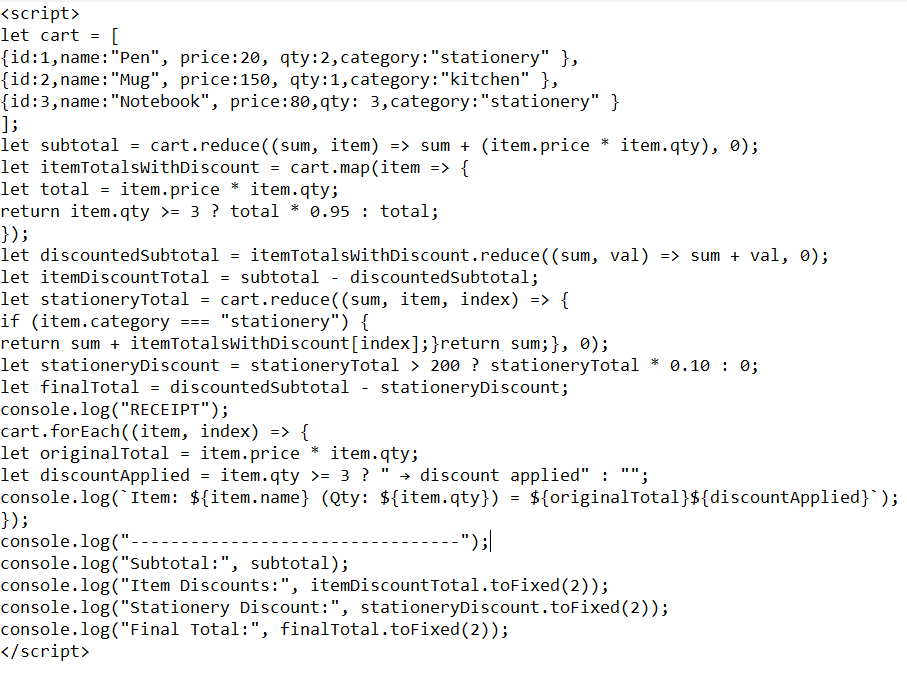 <script>
let cart = [
{id:1,name:"Pen", price:20, qty:2,category:"stationery" },
{id:2,name:"Mug", price:150, qty:1,category:"kitchen" },
{id:3,name:"Notebook", price:80,qty: 3,category:"stationery" }
];
let subtotal = cart.reduce((sum, item) => sum + (item.price * item.qty), 0);
let itemTotalsWithDiscount = cart.map(item => {
let total = item.price * item.qty;
return item.qty >= 3 ? total * 0.95 : total;
});
let discountedSubtotal = itemTotalsWithDiscount.reduce((sum, val) => sum + val, 0);
let itemDiscountTotal = subtotal - discountedSubtotal;
let stationeryTotal = cart.reduce((sum, item, index) => {
if (item.category === "stationery") {
return sum + itemTotalsWithDiscount[index];}return sum;}, 0);
let stationeryDiscount = stationeryTotal > 200 ? stationeryTotal * 0.10 : 0;
let finalTotal = discountedSubtotal - stationeryDiscount;
console.log("RECEIPT");
cart.forEach((item, index) => {
let originalTotal = item.price * item.qty;
let discountApplied = item.qty >= 3 ? " → discount applied" : "";
console.log(`Item: ${item.name} (Qty: ${item.qty}) = ${originalTotal}${discountApplied}`);
});
console.log("---------------------------------");
console.log("Subtotal:", subtotal);
console.log("Item Discounts:", itemDiscountTotal.toFixed(2));
console.log("Stationery Discount:", stationeryDiscount.toFixed(2));
console.log("Final Total:", finalTotal.toFixed(2));
</script>